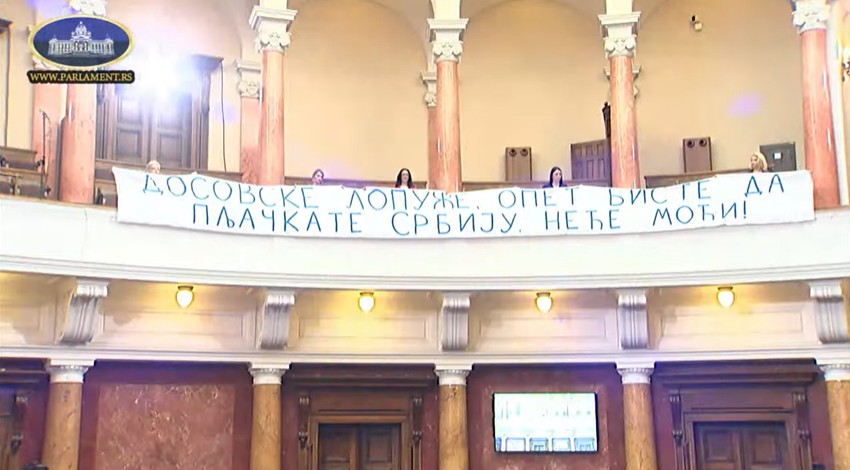 WWW.PARLAMENT.RS
ДОСОВСКЕ ЛОПУЖЕ, ОПЕТ БИСТЕ ДА
ПЉАЧКАТЕ СРБИЈУ. НЕЋЕ МОЋИ!